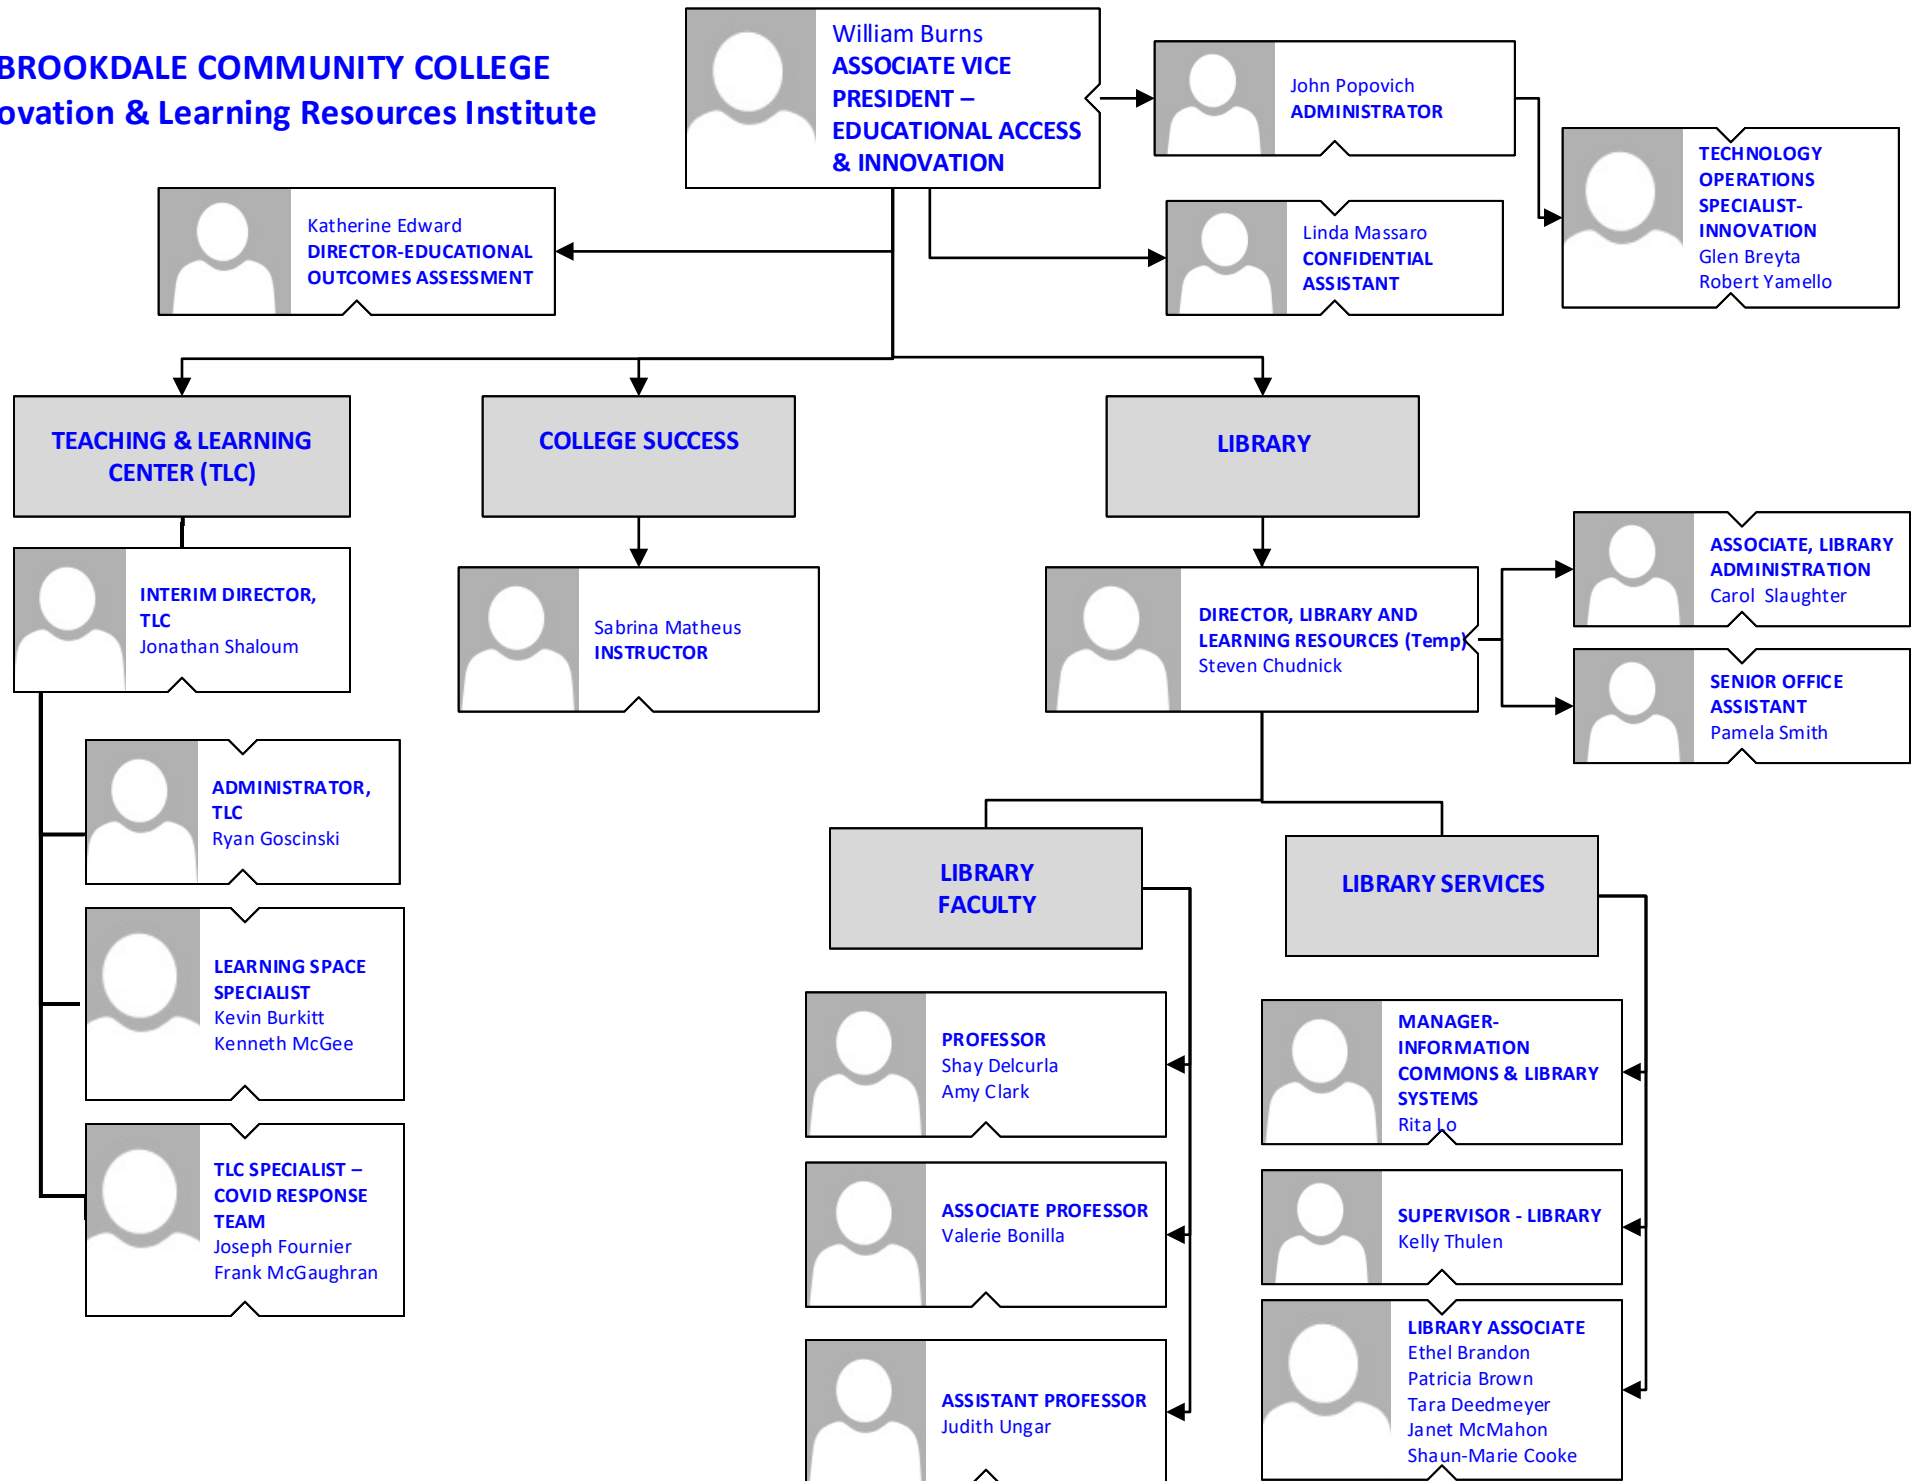 BROOKDALE COMMUNITY COLLEGE
ovation & Learning Resources Institute
William Burns
ASSOCIATE VICE
PRESIDENT –
EDUCATIONAL ACCESS
& INNOVATION
John Popovich
ADMINISTRATOR
TECHNOLOGY
OPERATIONS
SPECIALIST-
INNOVATION
Glen Breyta
Robert Yamello
Katherine Edward
DIRECTOR-EDUCATIONAL
OUTCOMES ASSESSMENT
Linda Massaro
CONFIDENTIAL
ASSISTANT
TEACHING & LEARNING
CENTER (TLC)
COLLEGE SUCCESS
LIBRARY
INTERIM DIRECTOR,
TLC
Jonathan Shaloum
Sabrina Matheus
INSTRUCTOR
DIRECTOR, LIBRARY AND
LEARNING RESOURCES (Temp)
Steven Chudnick
ASSOCIATE, LIBRARY
ADMINISTRATION
Carol Slaughter
SENIOR OFFICE
ASSISTANT
Pamela Smith
ADMINISTRATOR,
TLC
Ryan Goscinski
LEARNING SPACE
SPECIALIST
Kevin Burkitt
Kenneth McGee
TLC SPECIALIST –
COVID RESPONSE
TEAM
Joseph Fournier
Frank McGaughran
LIBRARY
FACULTY
LIBRARY SERVICES
PROFESSOR
Shay Delcurla
Amy Clark
ASSOCIATE PROFESSOR
Valerie Bonilla
ASSISTANT PROFESSOR
Judith Ungar
MANAGER-
INFORMATION
COMMONS & LIBRARY
SYSTEMS
Rita Lo
SUPERVISOR - LIBRARY
Kelly Thulen
LIBRARY ASSOCIATE
Ethel Brandon
Patricia Brown
Tara Deedmeyer
Janet McMahon
Shaun-Marie Cooke